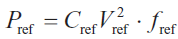 P_ref = C_ref V_ref^2 · f_ref